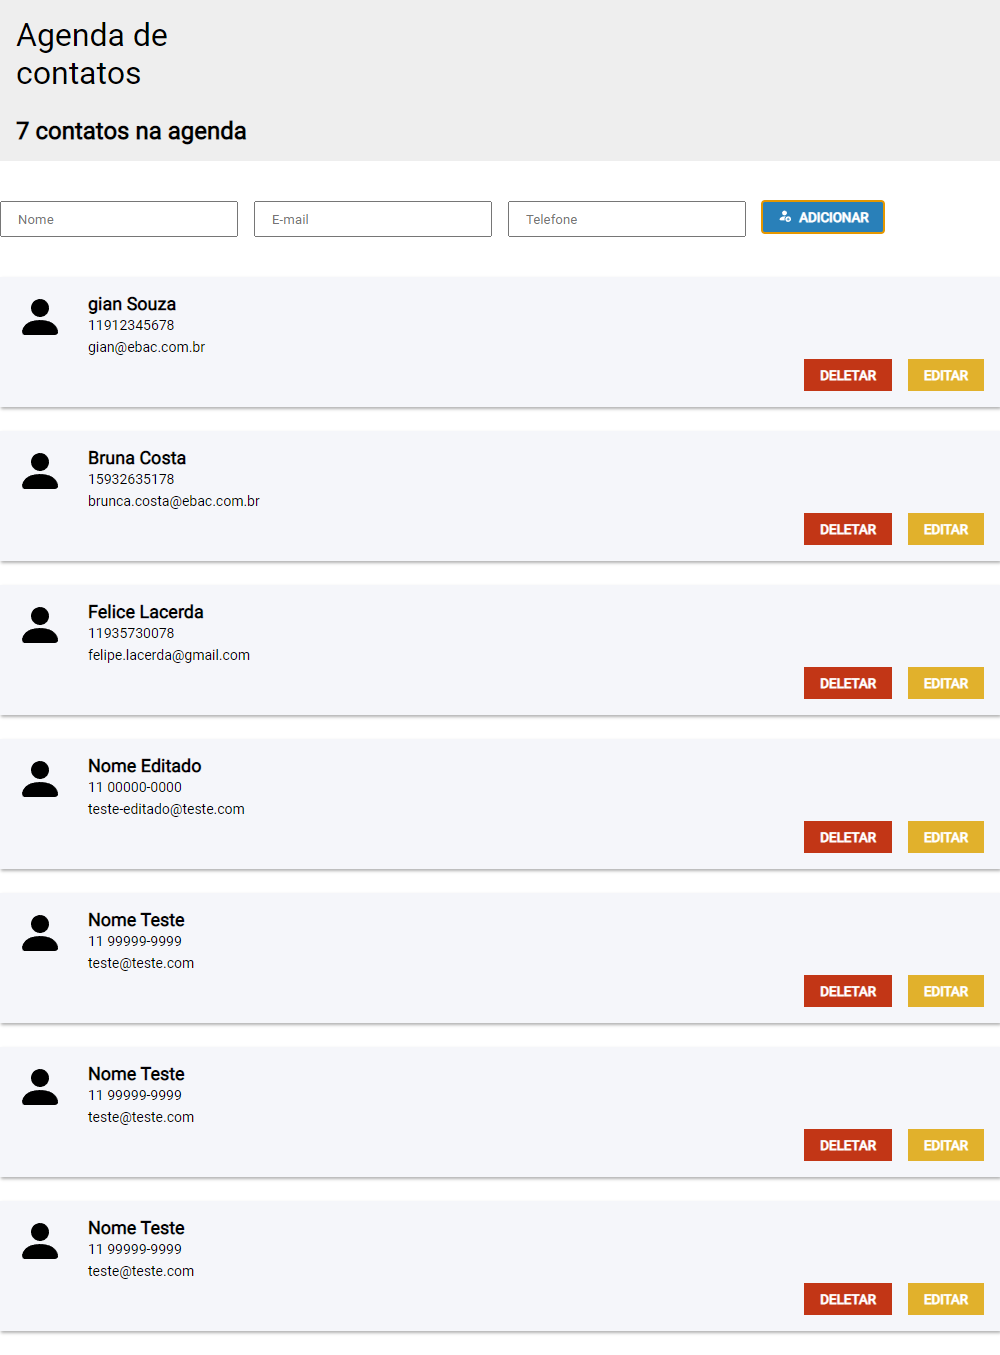 Agenda de
contatos
7 contatos na agenda
Nome E-mail Telefone ADICIONAR
gian Souza
11912345678
gian@ebac.com.br
DELETAR EDITAR
Bruna Costa
15932635178
brunca.costa@ebac.com.br
DELETAR EDITAR
Felice Lacerda
11935730078
felipe.lacerda@gmail.com
DELETAR EDITAR
Nome Editado
11 00000-0000
teste-editado@teste.com
DELETAR EDITAR
Nome Teste
11 99999-9999
teste@teste.com
DELETAR EDITAR
Nome Teste
11 99999-9999
teste@teste.com
DELETAR EDITAR
Nome Teste
11 99999-9999
teste@teste.com
DELETAR EDITAR